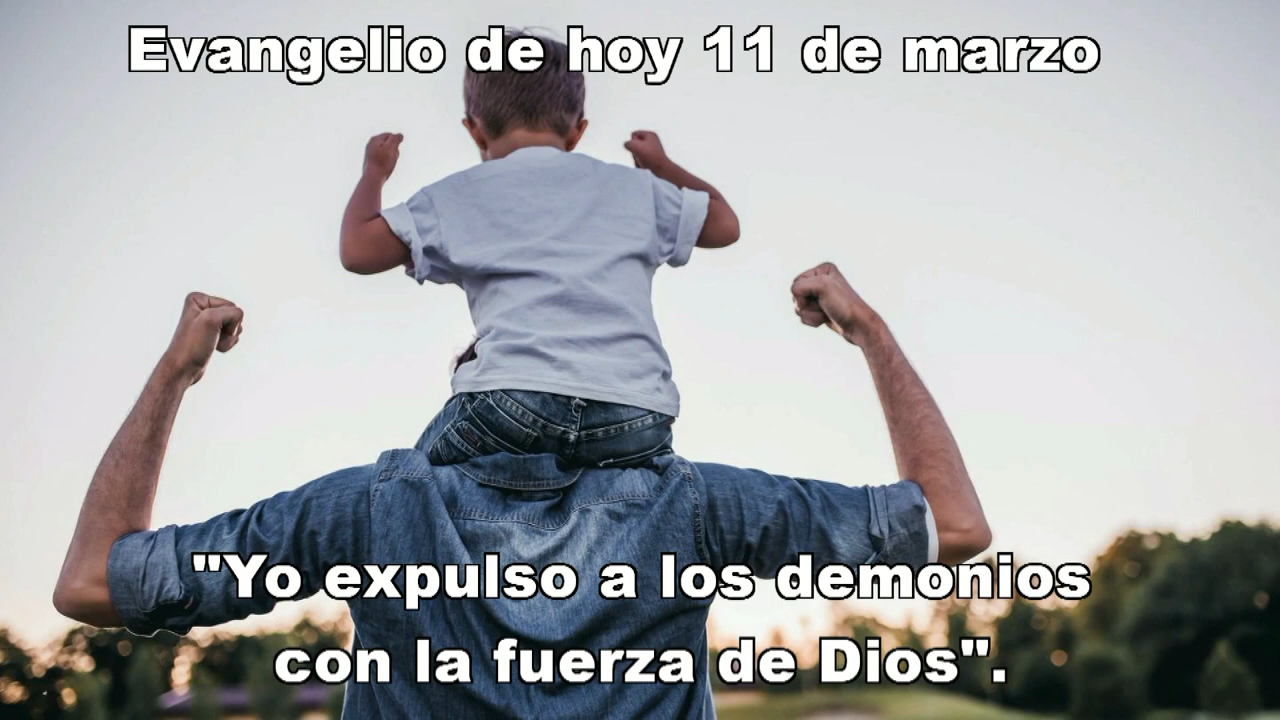 Evangelio de hoy 11 de marzo
"Yo expulso a los demonios
con la fuerza de Dios".